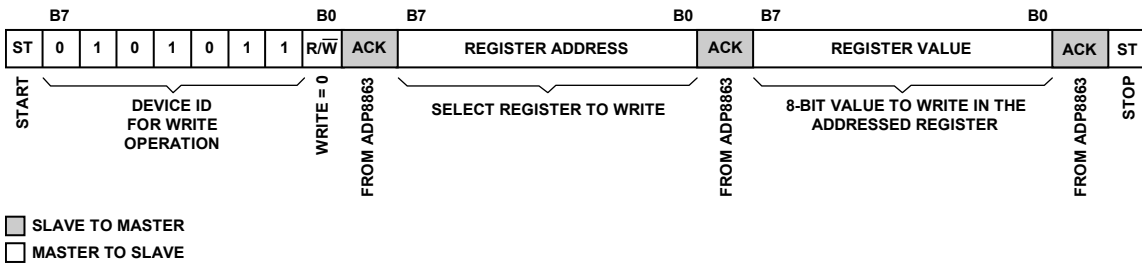 B7 B0 B7 B0 B7 B0
ST 0 1 0 1 0 1 1 R/W̅ ACK REGISTER ADDRESS ACK REGISTER VALUE ACK ST
START
DEVICE ID
FOR WRITE
OPERATION
WRITE = 0
FROM ADP8863
SELECT REGISTER TO WRITE
FROM ADP8863
8-BIT VALUE TO WRITE IN THE
ADDRESSED REGISTER
FROM ADP8863
STOP
SLAVE TO MASTER
MASTER TO SLAVE